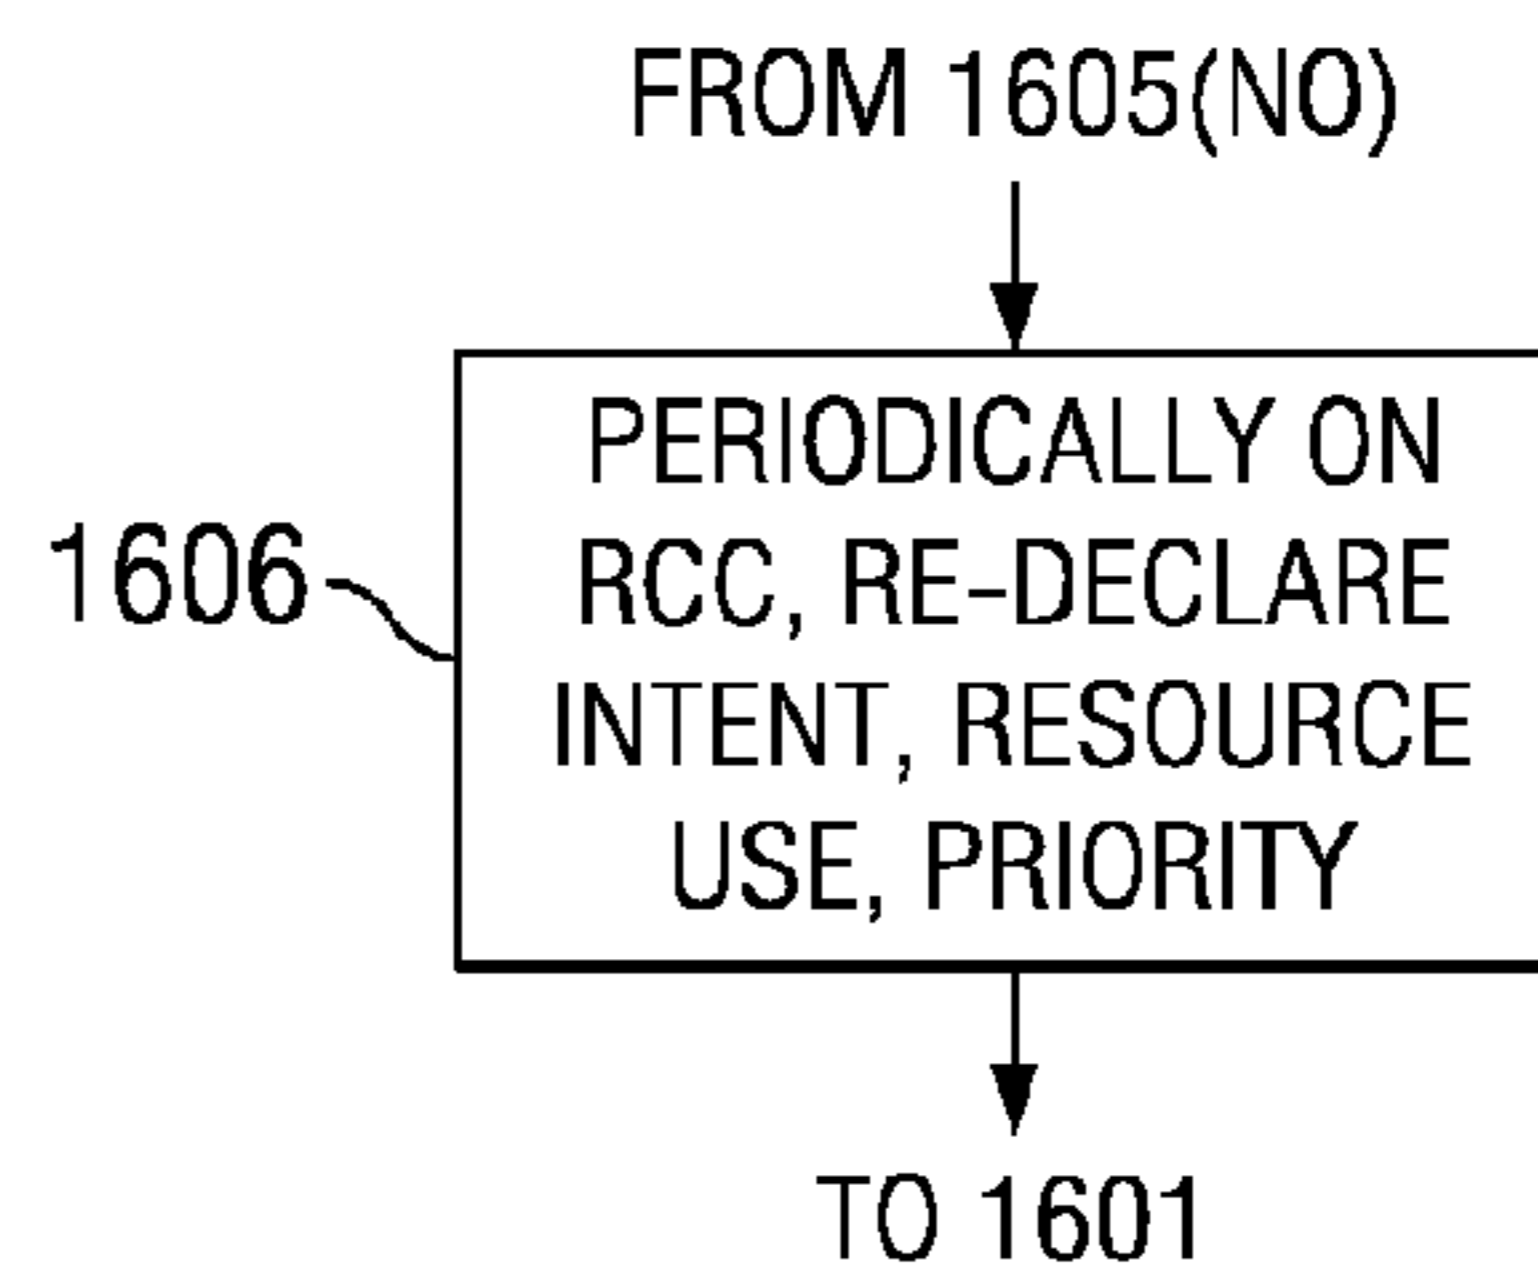 FROM 1605(NO)
PERIODICALLY ON
RCC, RE-DECLARE
INTENT, RESOURCE
USE, PRIORITY
1606
TO 1601